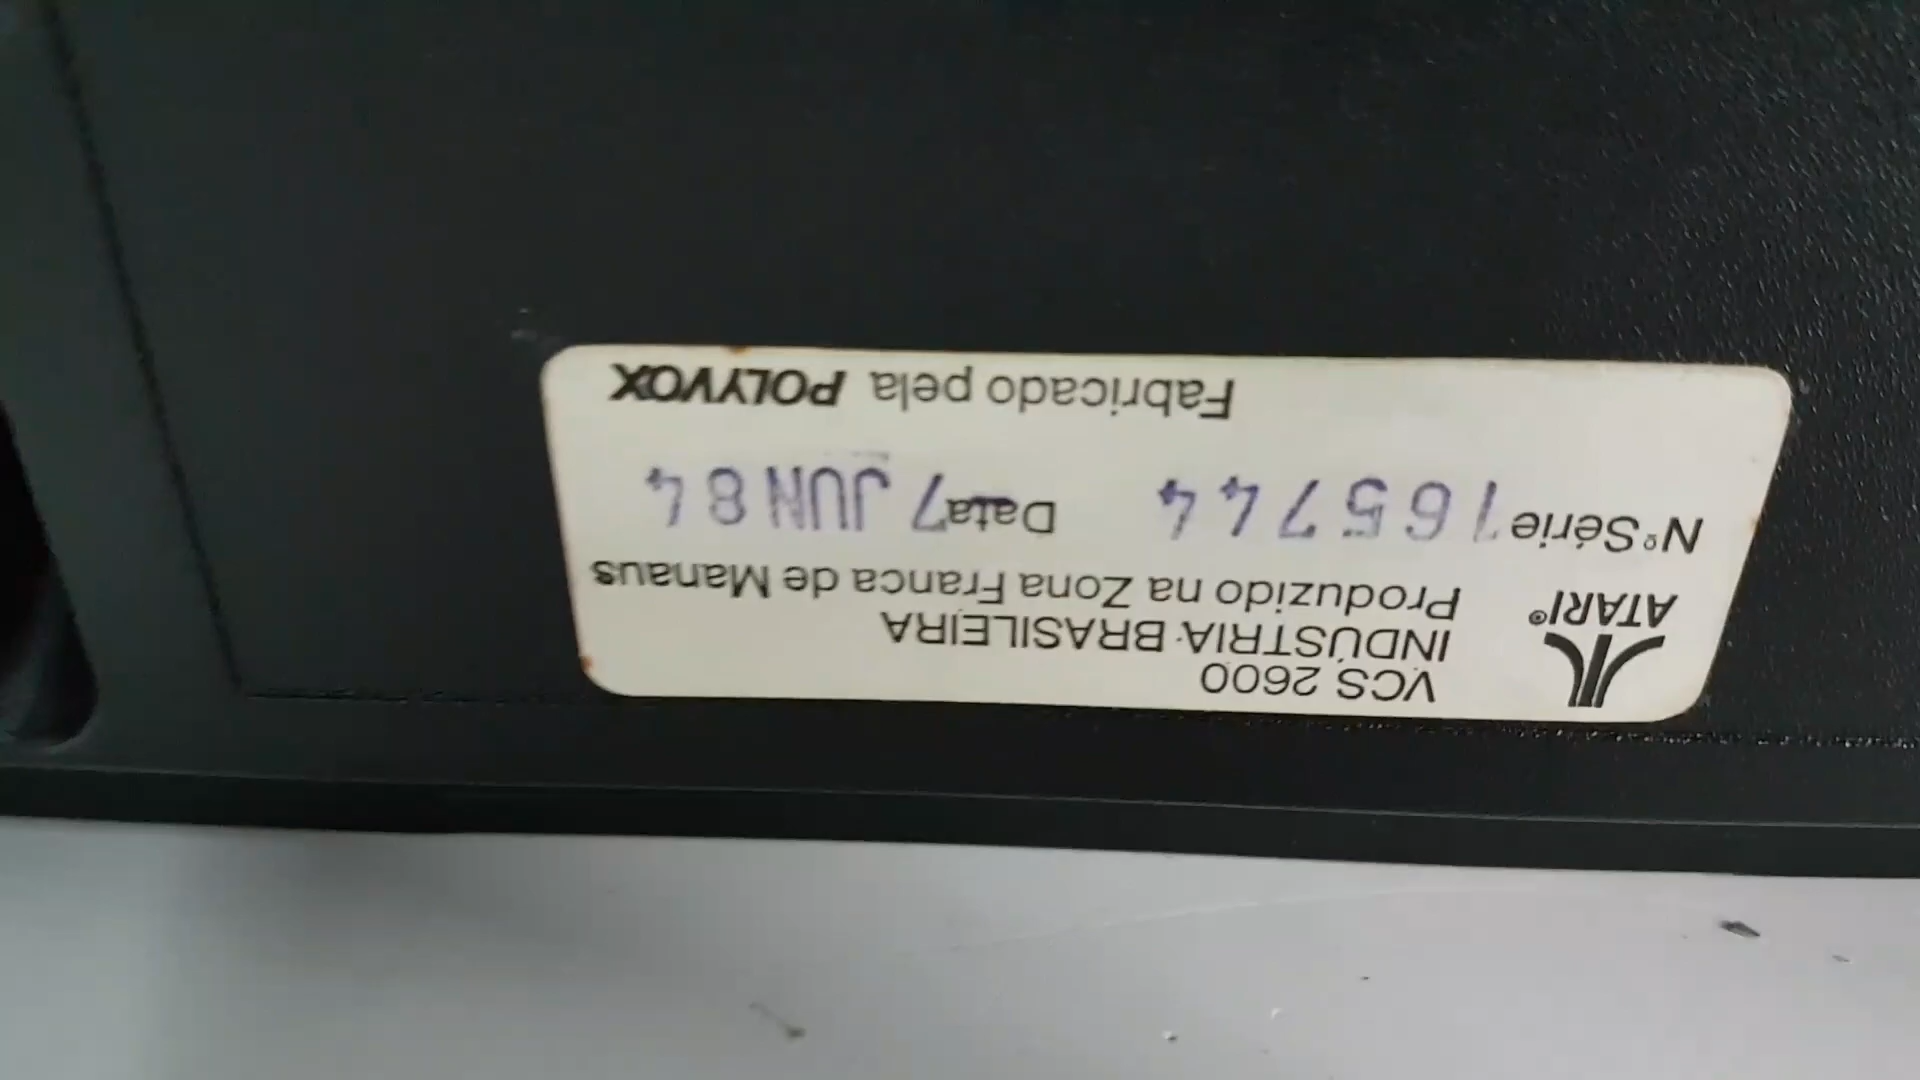 VCS 2600
INDÚSTRIA BRASILEIRA
ATARI® Produzido na Zona Franca de Manaus
Nº Série 165744 Data 7 JUN 84
Fabricado pela POLYVOX